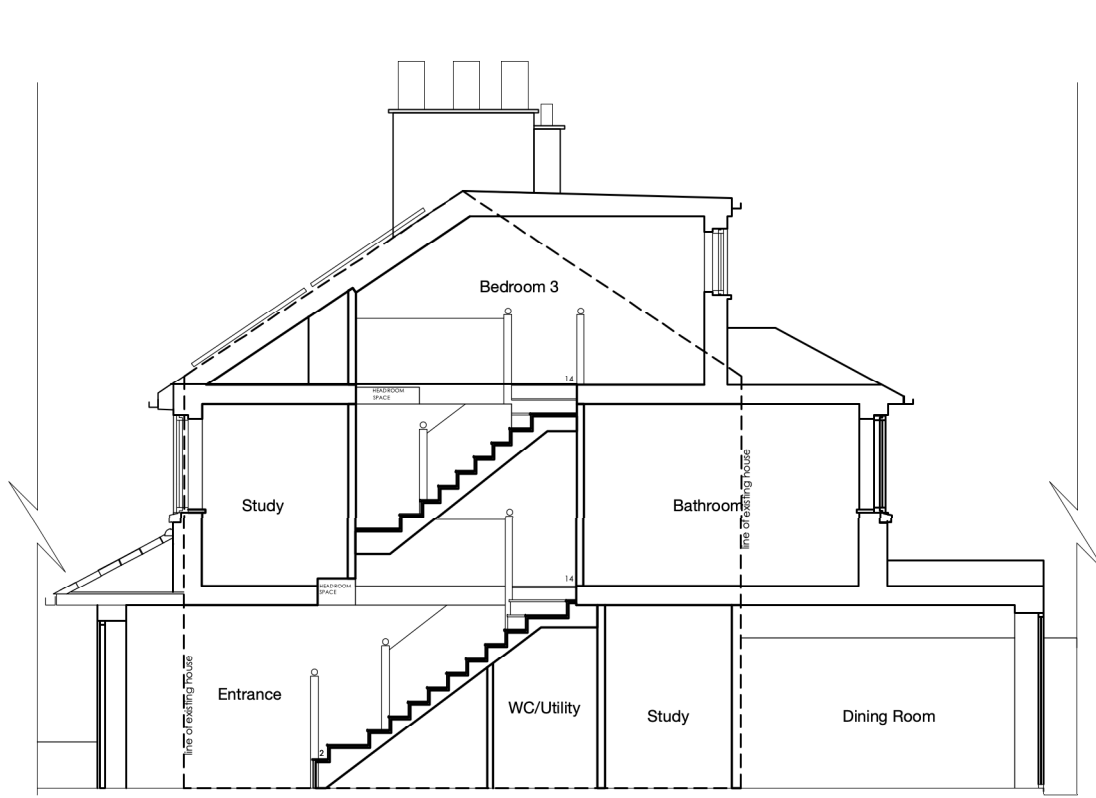 Bedroom 3
14
HEADROOM
SPACE
Study
Bathroom
line of existing house
14
HEADROOM
SPACE
line of existing house
Entrance
WC/Utility
Study
Dining Room
2